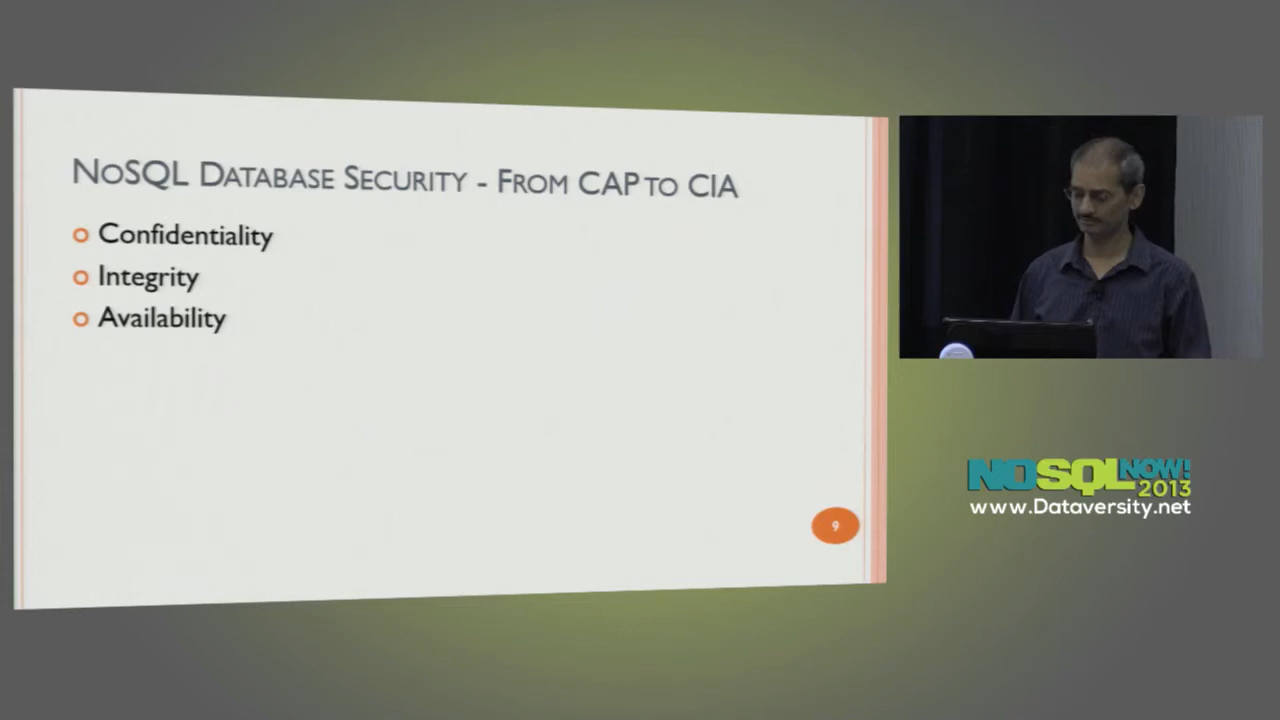 NoSQL Database Security - From CAP to CIA
Confidentiality
Integrity
Availability
9
NOSQL NOW!
2013
www.Dataversity.net